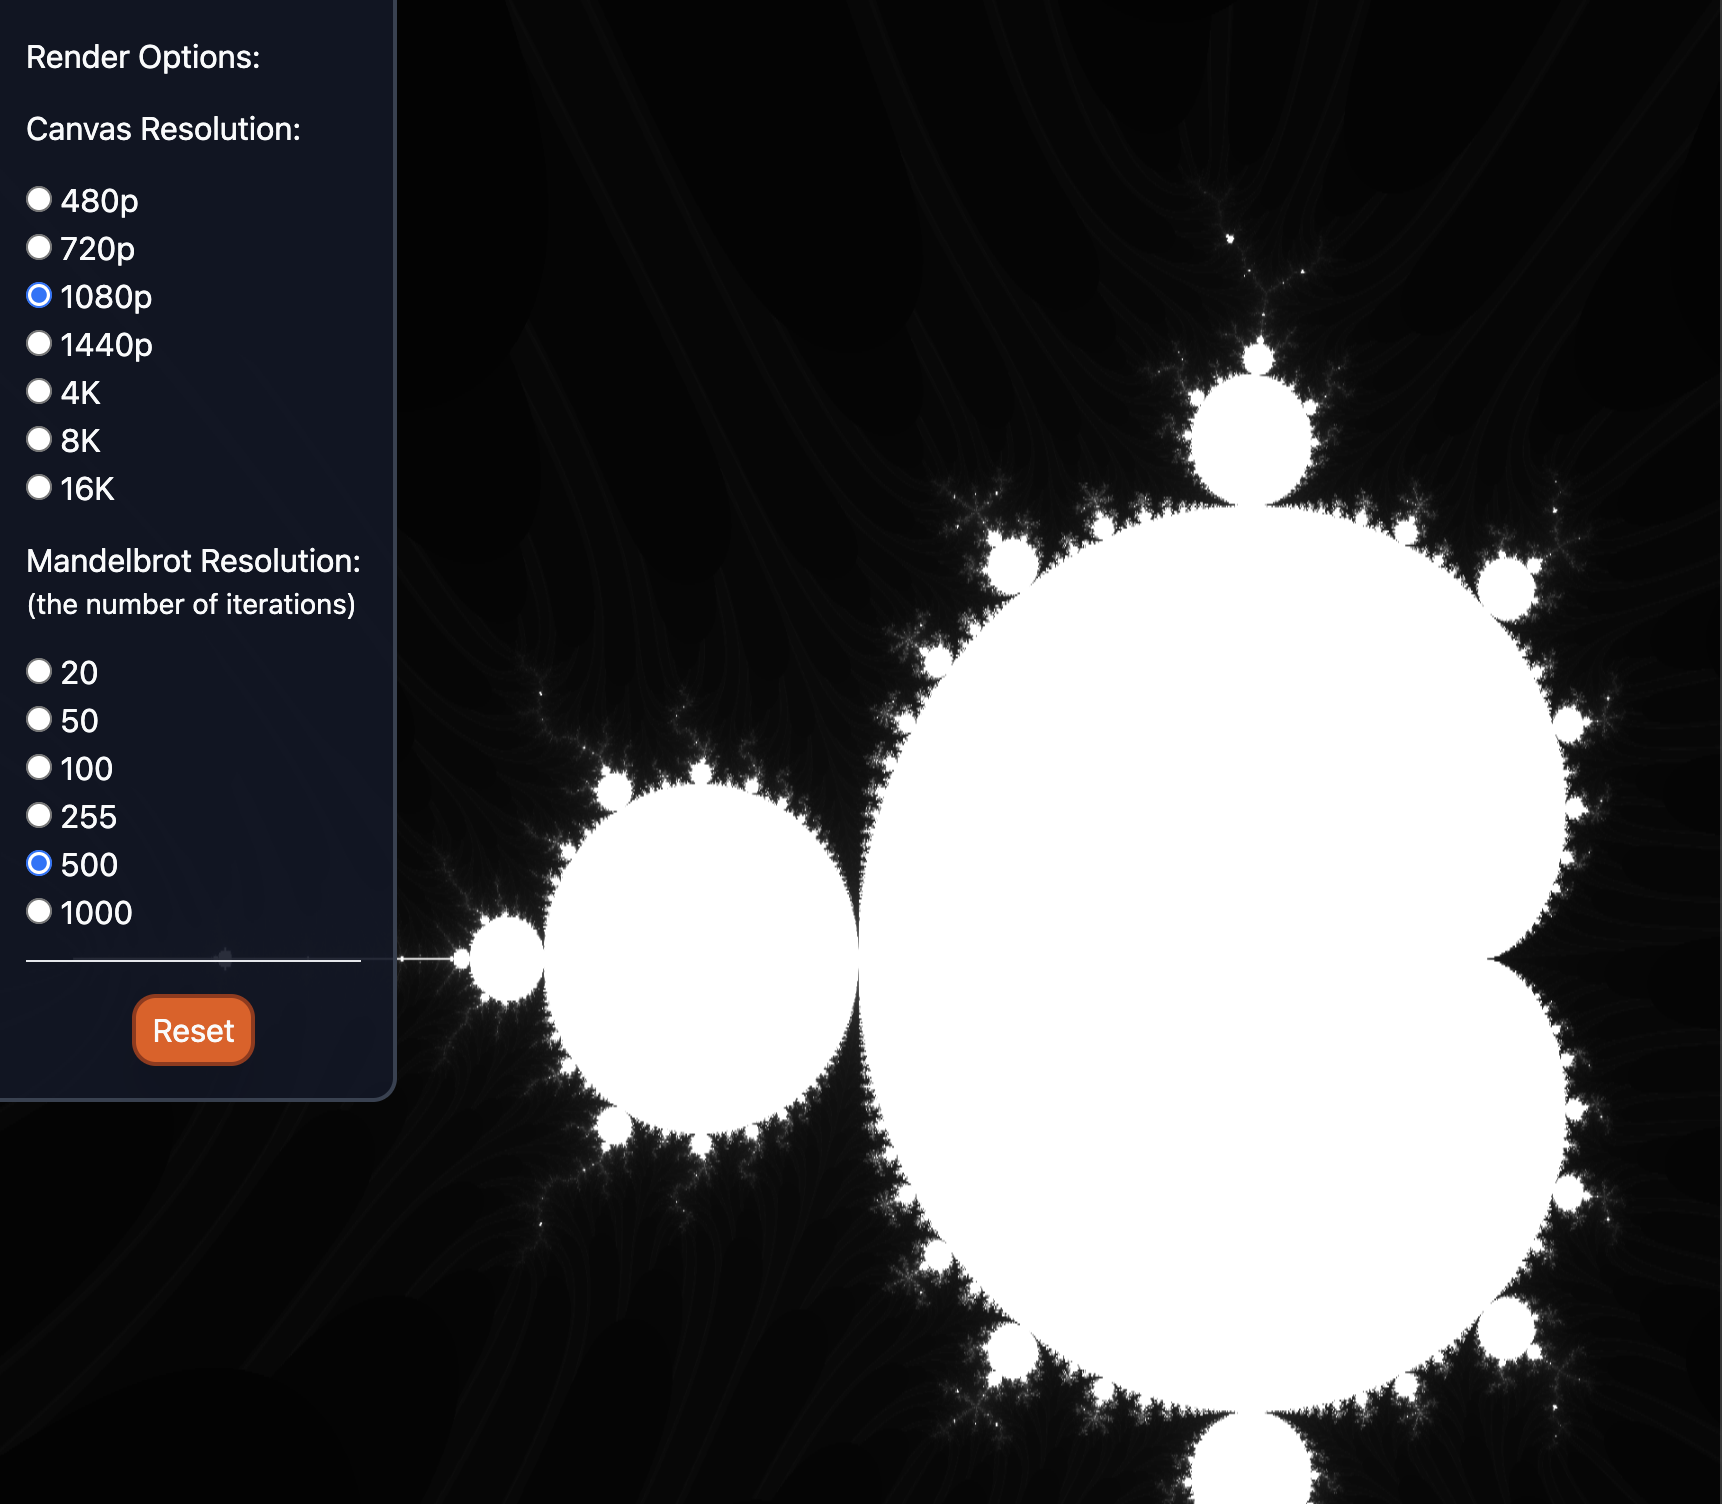 Render Options:
Canvas Resolution:
480p
720p
1080p
1440p
4K
8K
16K
Mandelbrot Resolution:
(the number of iterations)
20
50
100
255
500
1000
Reset